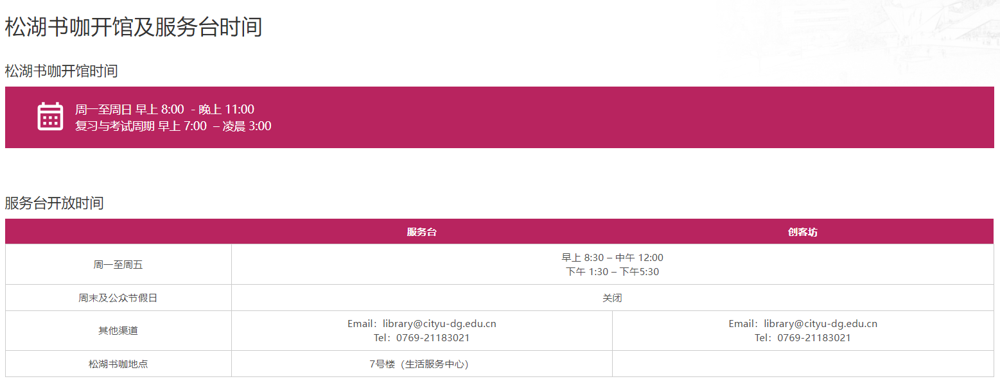 松湖书咖开馆及服务台时间
松湖书咖开馆时间
周一至周日 早上 8:00 - 晚上 11:00
复习与考试周期 早上 7:00 – 凌晨 3:00
服务台开放时间
服务台 创客坊
周一至周五
早上 8:30 – 中午 12:00
下午 1:30 – 下午5:30
周末及公众节假日 关闭
其他渠道
Email：library@cityu-dg.edu.cn
Tel：0769-21183021
Email：library@cityu-dg.edu.cn
Tel：0769-21183021
松湖书咖地点 7号楼（生活服务中心）